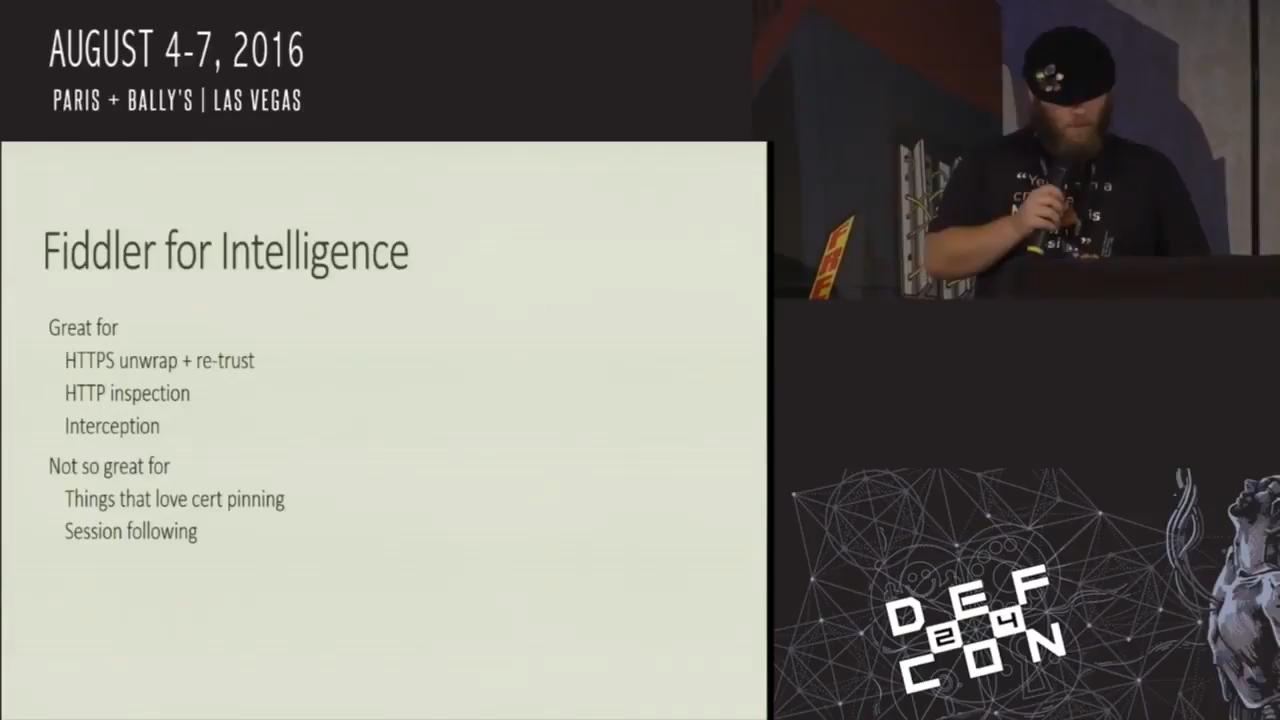 AUGUST 4-7, 2016
PARIS + BALLY'S | LAS VEGAS
Fiddler for Intelligence
Great for
HTTPS unwrap + re-trust
HTTP inspection
Interception
Not so great for
Things that love cert pinning
Session following
DEF
24
CON